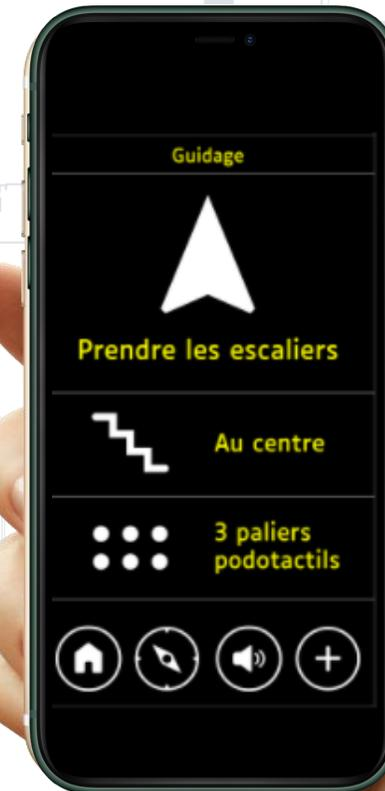 Guidage
Prendre les escaliers
Au centre
3 paliers
podotactils